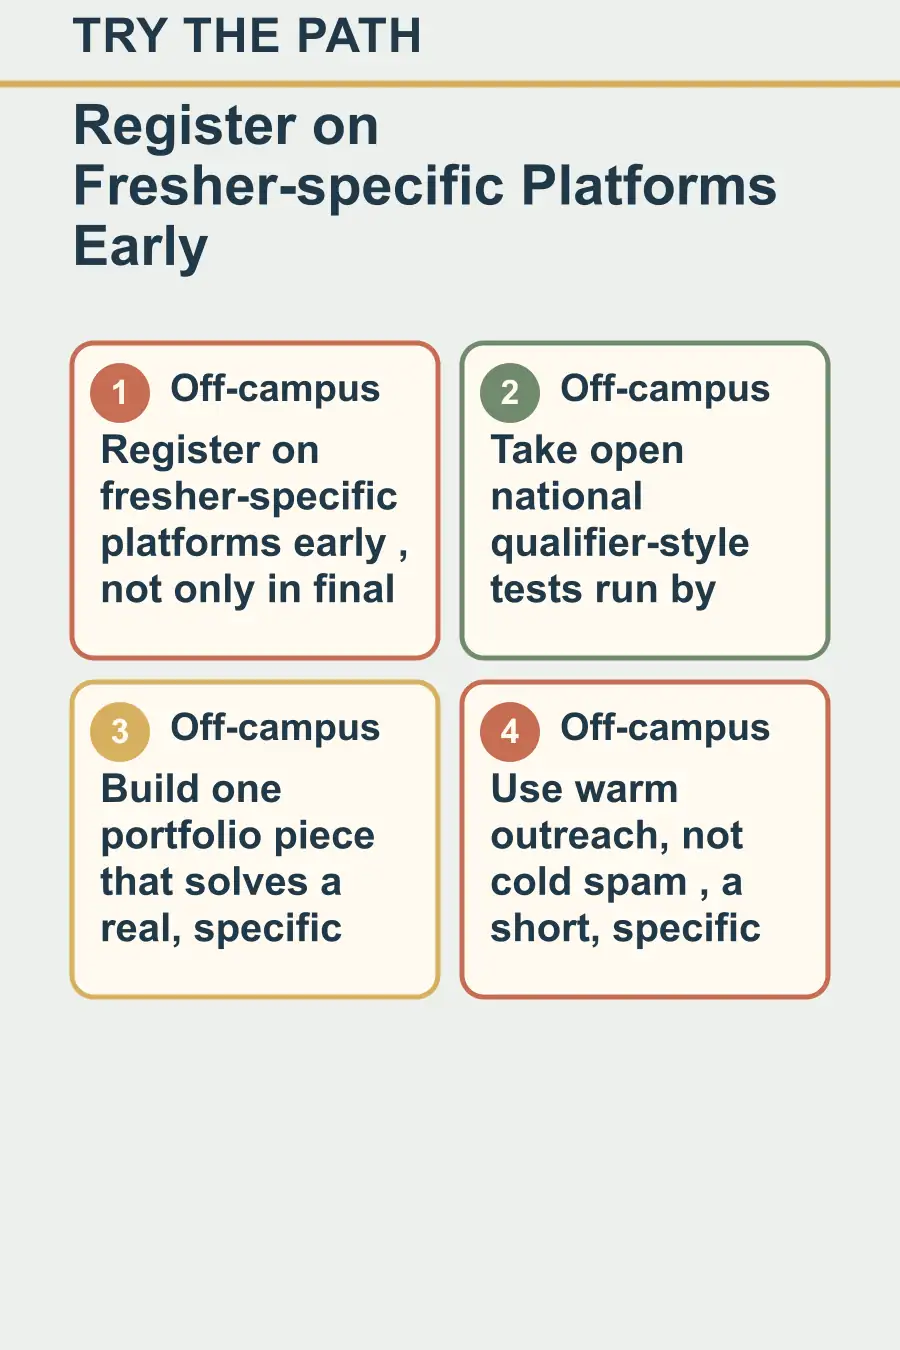 TRY THE PATH
Register on
Fresher-specific Platforms
Early
1 Off-campus
Register on
fresher-specific
platforms early ,
not only in final
2 Off-campus
Take open
national
qualifier-style
tests run by
3 Off-campus
Build one
portfolio piece
that solves a
real, specific
4 Off-campus
Use warm
outreach, not
cold spam , a
short, specific